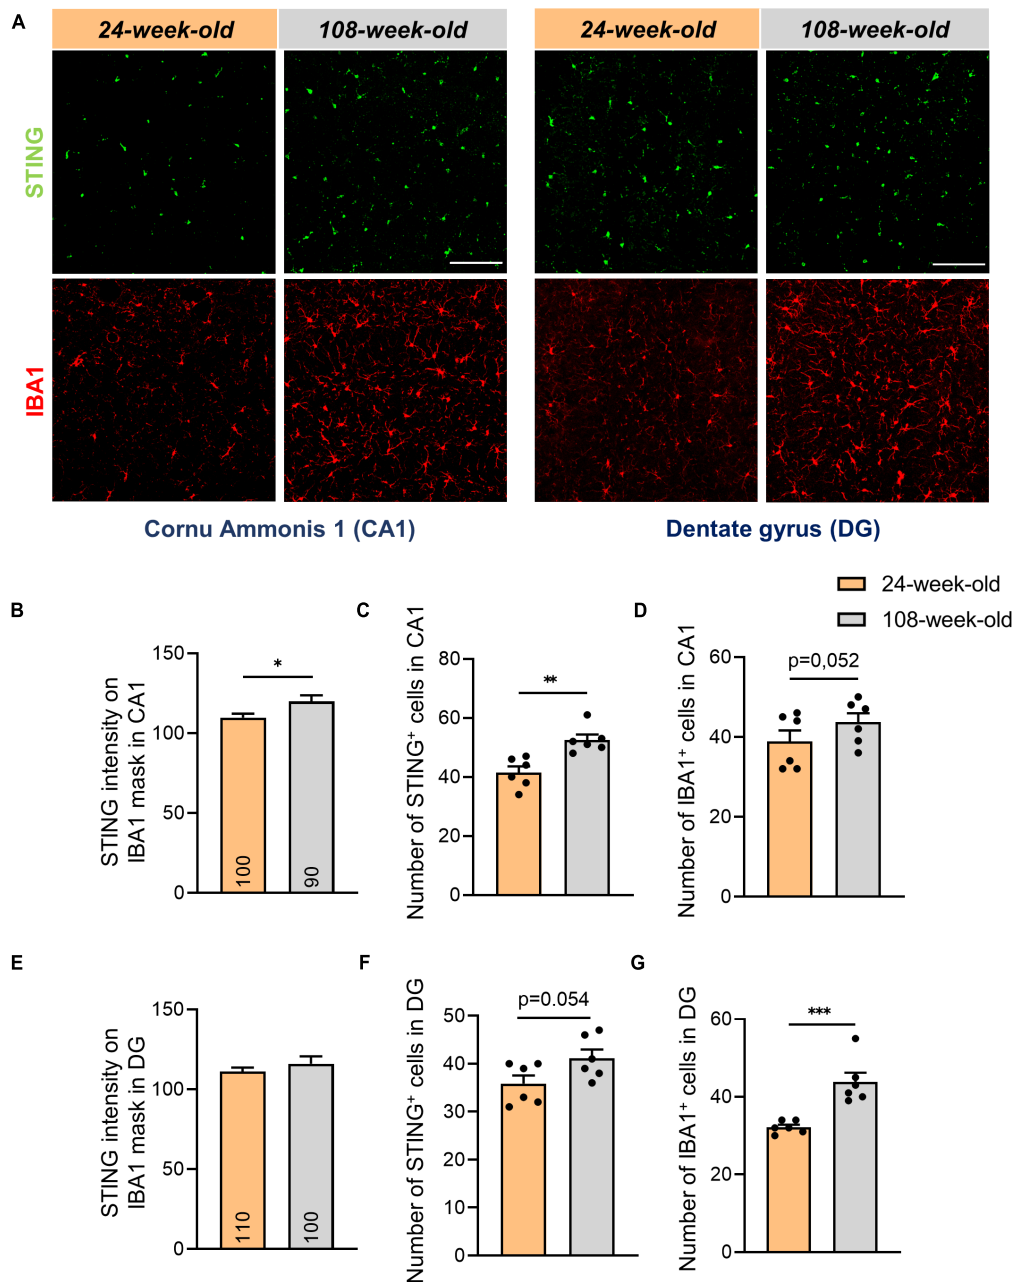 A
24-week-old
108-week-old
24-week-old
108-week-old
STING
IBA1
Cornu Ammonis 1 (CA1)
Dentate gyrus (DG)
24-week-old
108-week-old
B
STING intensity on
IBA1 mask in CA1
150
100
50
0
*
100
90
C
Number of STING⁺ cells in CA1
80
60
40
20
0
**
D
Number of IBA1⁺ cells in CA1
60
40
20
0
p=0,052
E
STING intensity on
IBA1 mask in DG
150
100
50
0
110
100
F
Number of STING⁺ cells in DG
50
40
30
20
10
0
p=0.054
G
Number of IBA1⁺ cells in DG
60
40
20
0
***